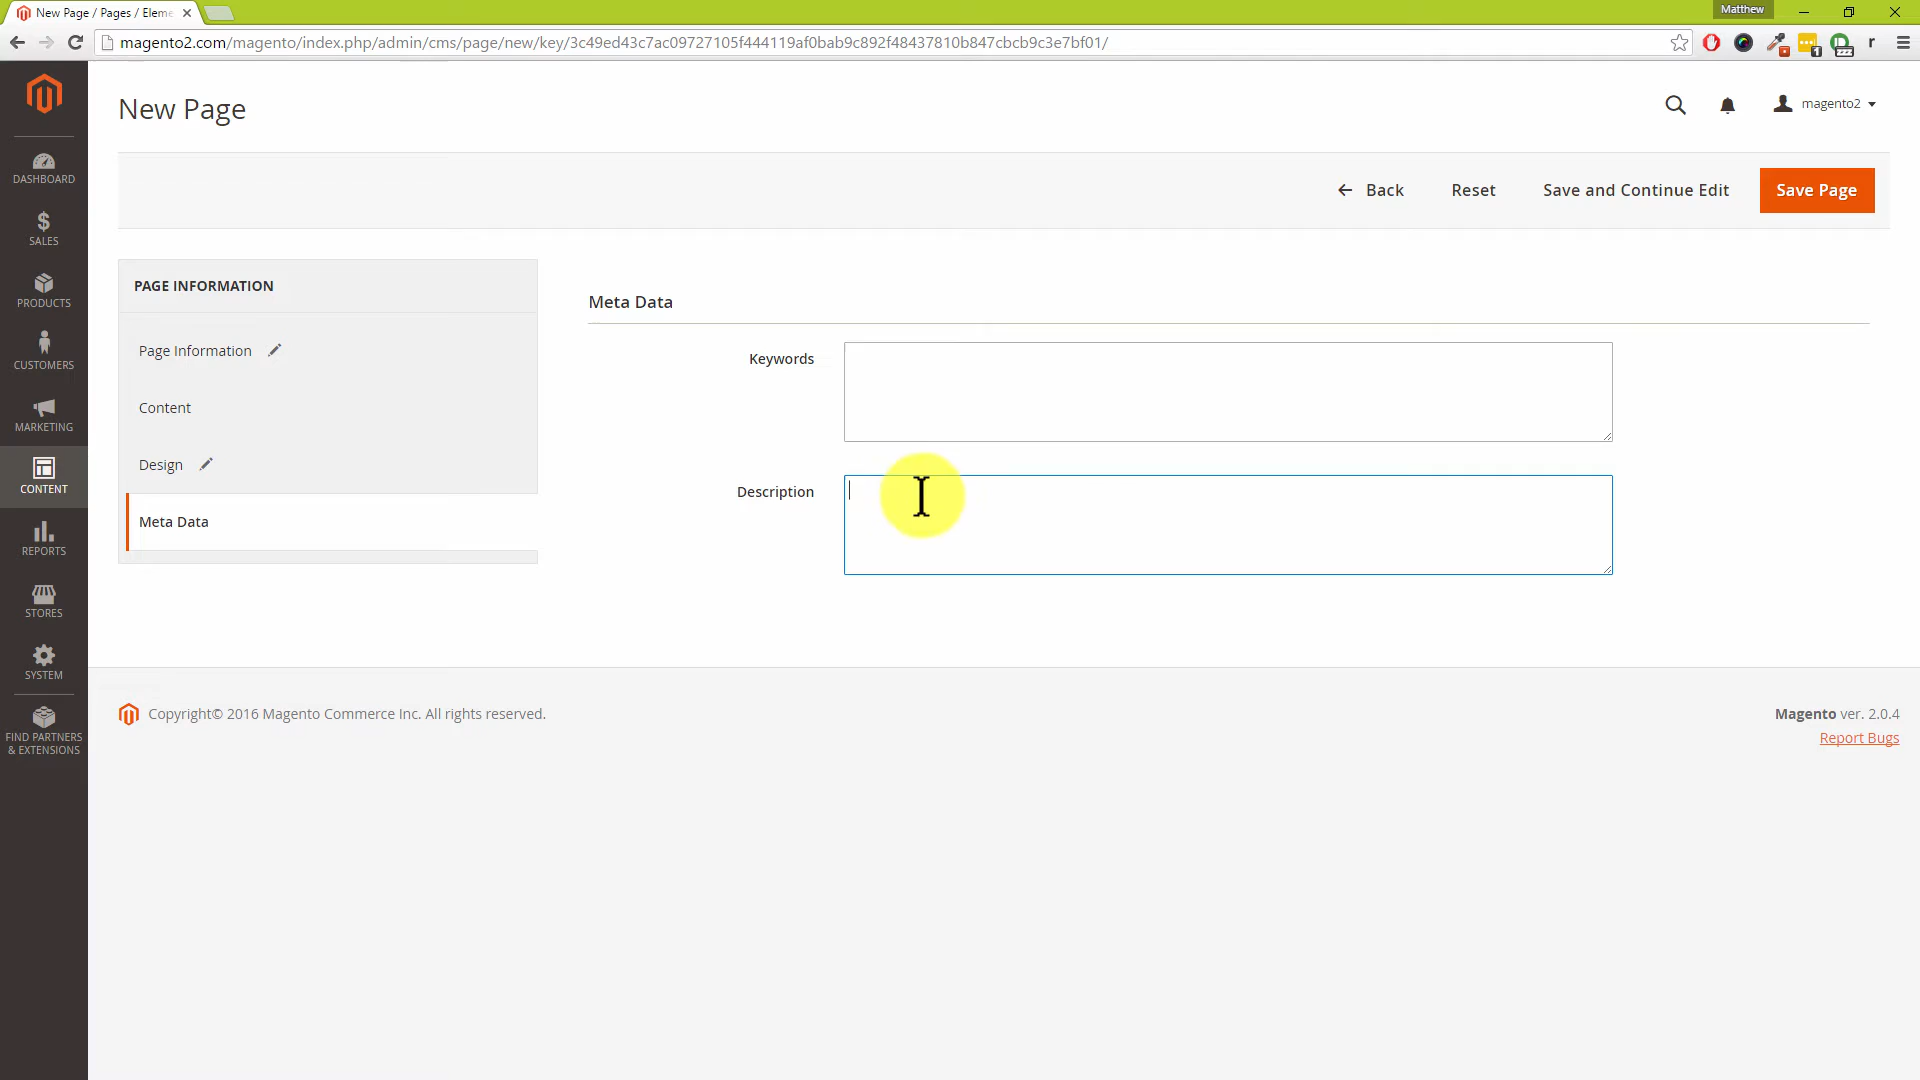 New Page / Pages / Eleme
Matthew
magento2.com/magento/index.php/admin/cms/page/new/key/3c49ed43c7ac09727105f444119af0bab9c892f48437810b847cbcb9c3e7bf01/
1
zzz
r
New Page
magento2
DASHBOARD
SALES
PRODUCTS
CUSTOMERS
MARKETING
CONTENT
REPORTS
STORES
SYSTEM
FIND PARTNERS
& EXTENSIONS
Back
Reset
Save and Continue Edit
Save Page
PAGE INFORMATION
Page Information
Content
Design
Meta Data
Meta Data
Keywords
Description
Copyright© 2016 Magento Commerce Inc. All rights reserved.
Magento ver. 2.0.4
Report Bugs